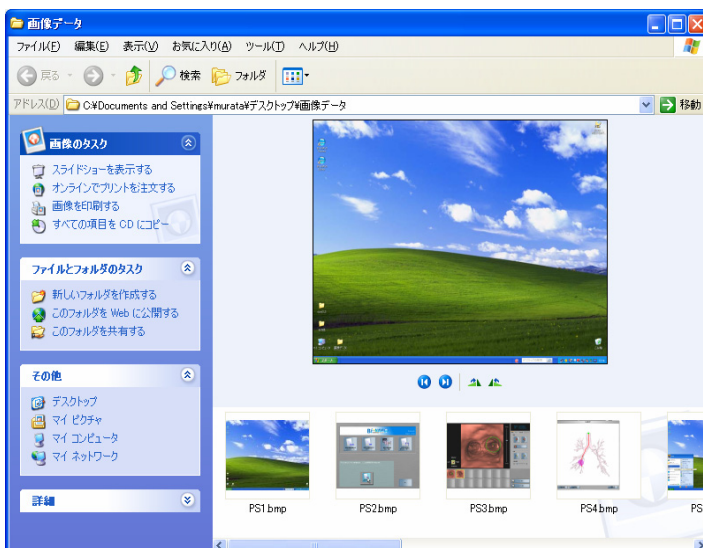 画像データ
ファイル(F) 編集(E) 表示(V) お気に入り(A) ツール(T) ヘルプ(H)
戻る 検索 フォルダ
アドレス(D) C:¥Documents and Settings¥murata¥デスクトップ¥画像データ 移動
画像のタスク
スライドショーを表示する
オンラインでプリントを注文する
画像を印刷する
すべての項目を CD にコピー
ファイルとフォルダのタスク
新しいフォルダを作成する
このフォルダを Web に公開する
このフォルダを共有する
その他
デスクトップ
マイ ピクチャ
マイ コンピュータ
マイ ネットワーク
詳細
PS1.bmp PS2.bmp PS3.bmp PS4.bmp PS